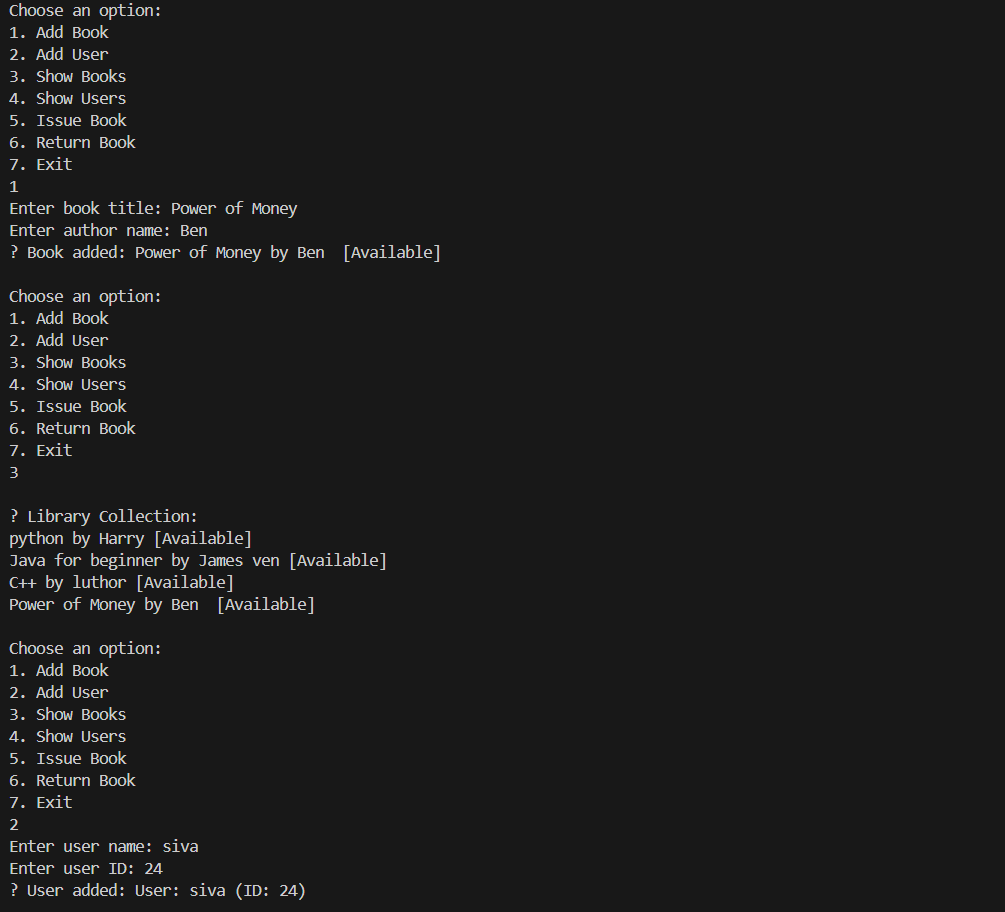 Choose an option:
1. Add Book
2. Add User
3. Show Books
4. Show Users
5. Issue Book
6. Return Book
7. Exit
1
Enter book title: Power of Money
Enter author name: Ben
? Book added: Power of Money by Ben  [Available]

Choose an option:
1. Add Book
2. Add User
3. Show Books
4. Show Users
5. Issue Book
6. Return Book
7. Exit
3

? Library Collection:
python by Harry [Available]
Java for beginner by James ven [Available]
C++ by luthor [Available]
Power of Money by Ben  [Available]

Choose an option:
1. Add Book
2. Add User
3. Show Books
4. Show Users
5. Issue Book
6. Return Book
7. Exit
2
Enter user name: siva
Enter user ID: 24
? User added: User: siva (ID: 24)